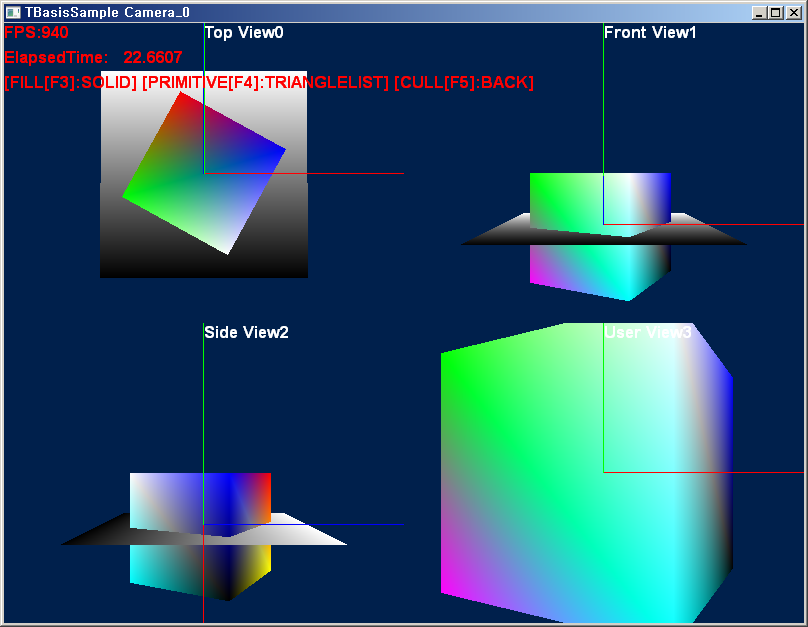 TBasisSample Camera_0
FPS:940
Top View0
Front View1
ElapsedTime: 22.6607
[FILL[F3]:SOLID] [PRIMITIVE[F4]:TRIANGLELIST] [CULL[F5]:BACK]
Side View2
User View3